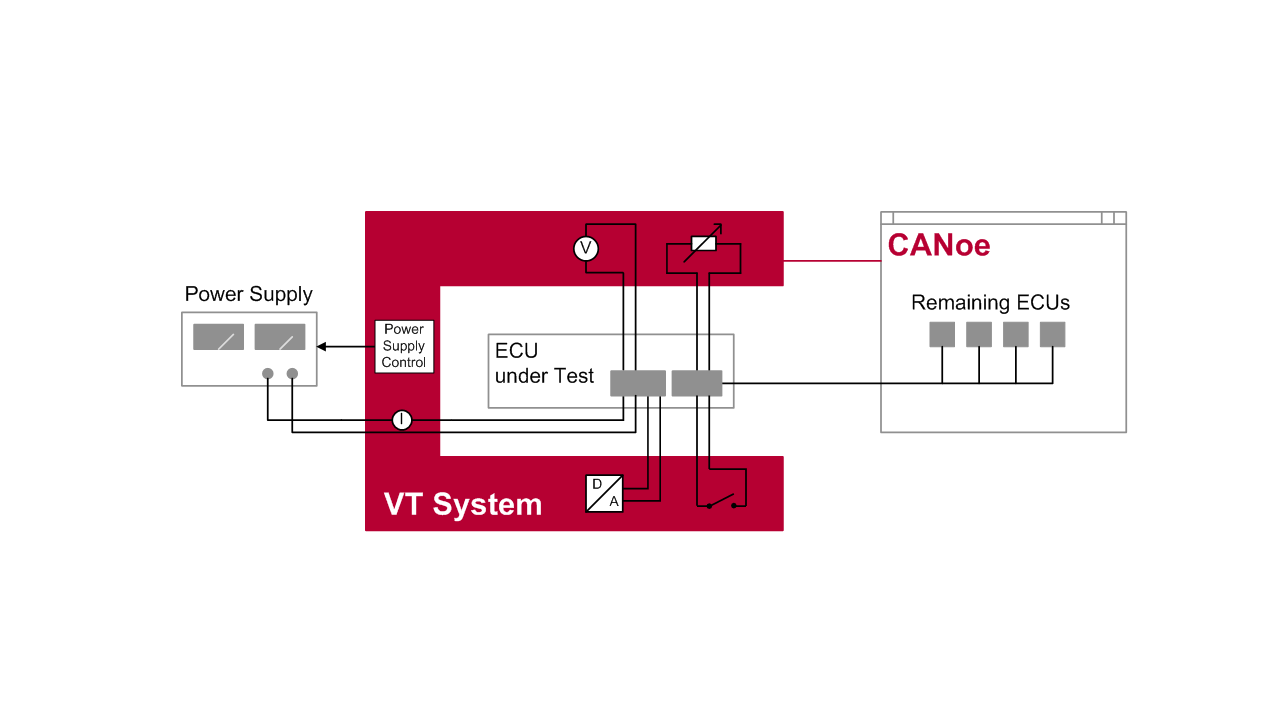 V
CANoe
Power Supply
Remaining ECUs
Power
Supply
Control
ECU
under Test
I
VT System
D
A